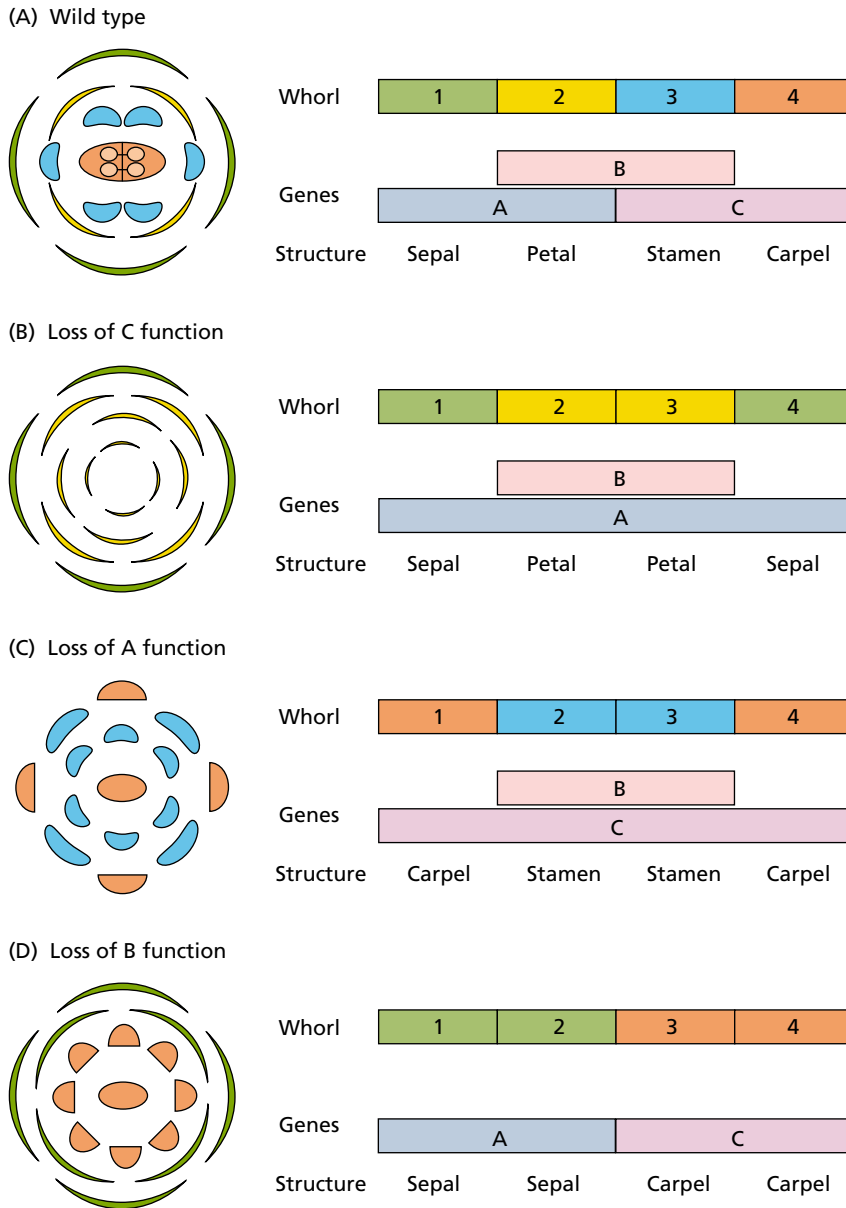 (A) Wild type
Whorl 1 2 3 4
B
Genes A C
Structure Sepal Petal Stamen Carpel
(B) Loss of C function
Whorl 1 2 3 4
B
Genes A
Structure Sepal Petal Petal Sepal
(C) Loss of A function
Whorl 1 2 3 4
B
Genes C
Structure Carpel Stamen Stamen Carpel
(D) Loss of B function
Whorl 1 2 3 4
Genes A C
Structure Sepal Sepal Carpel Carpel